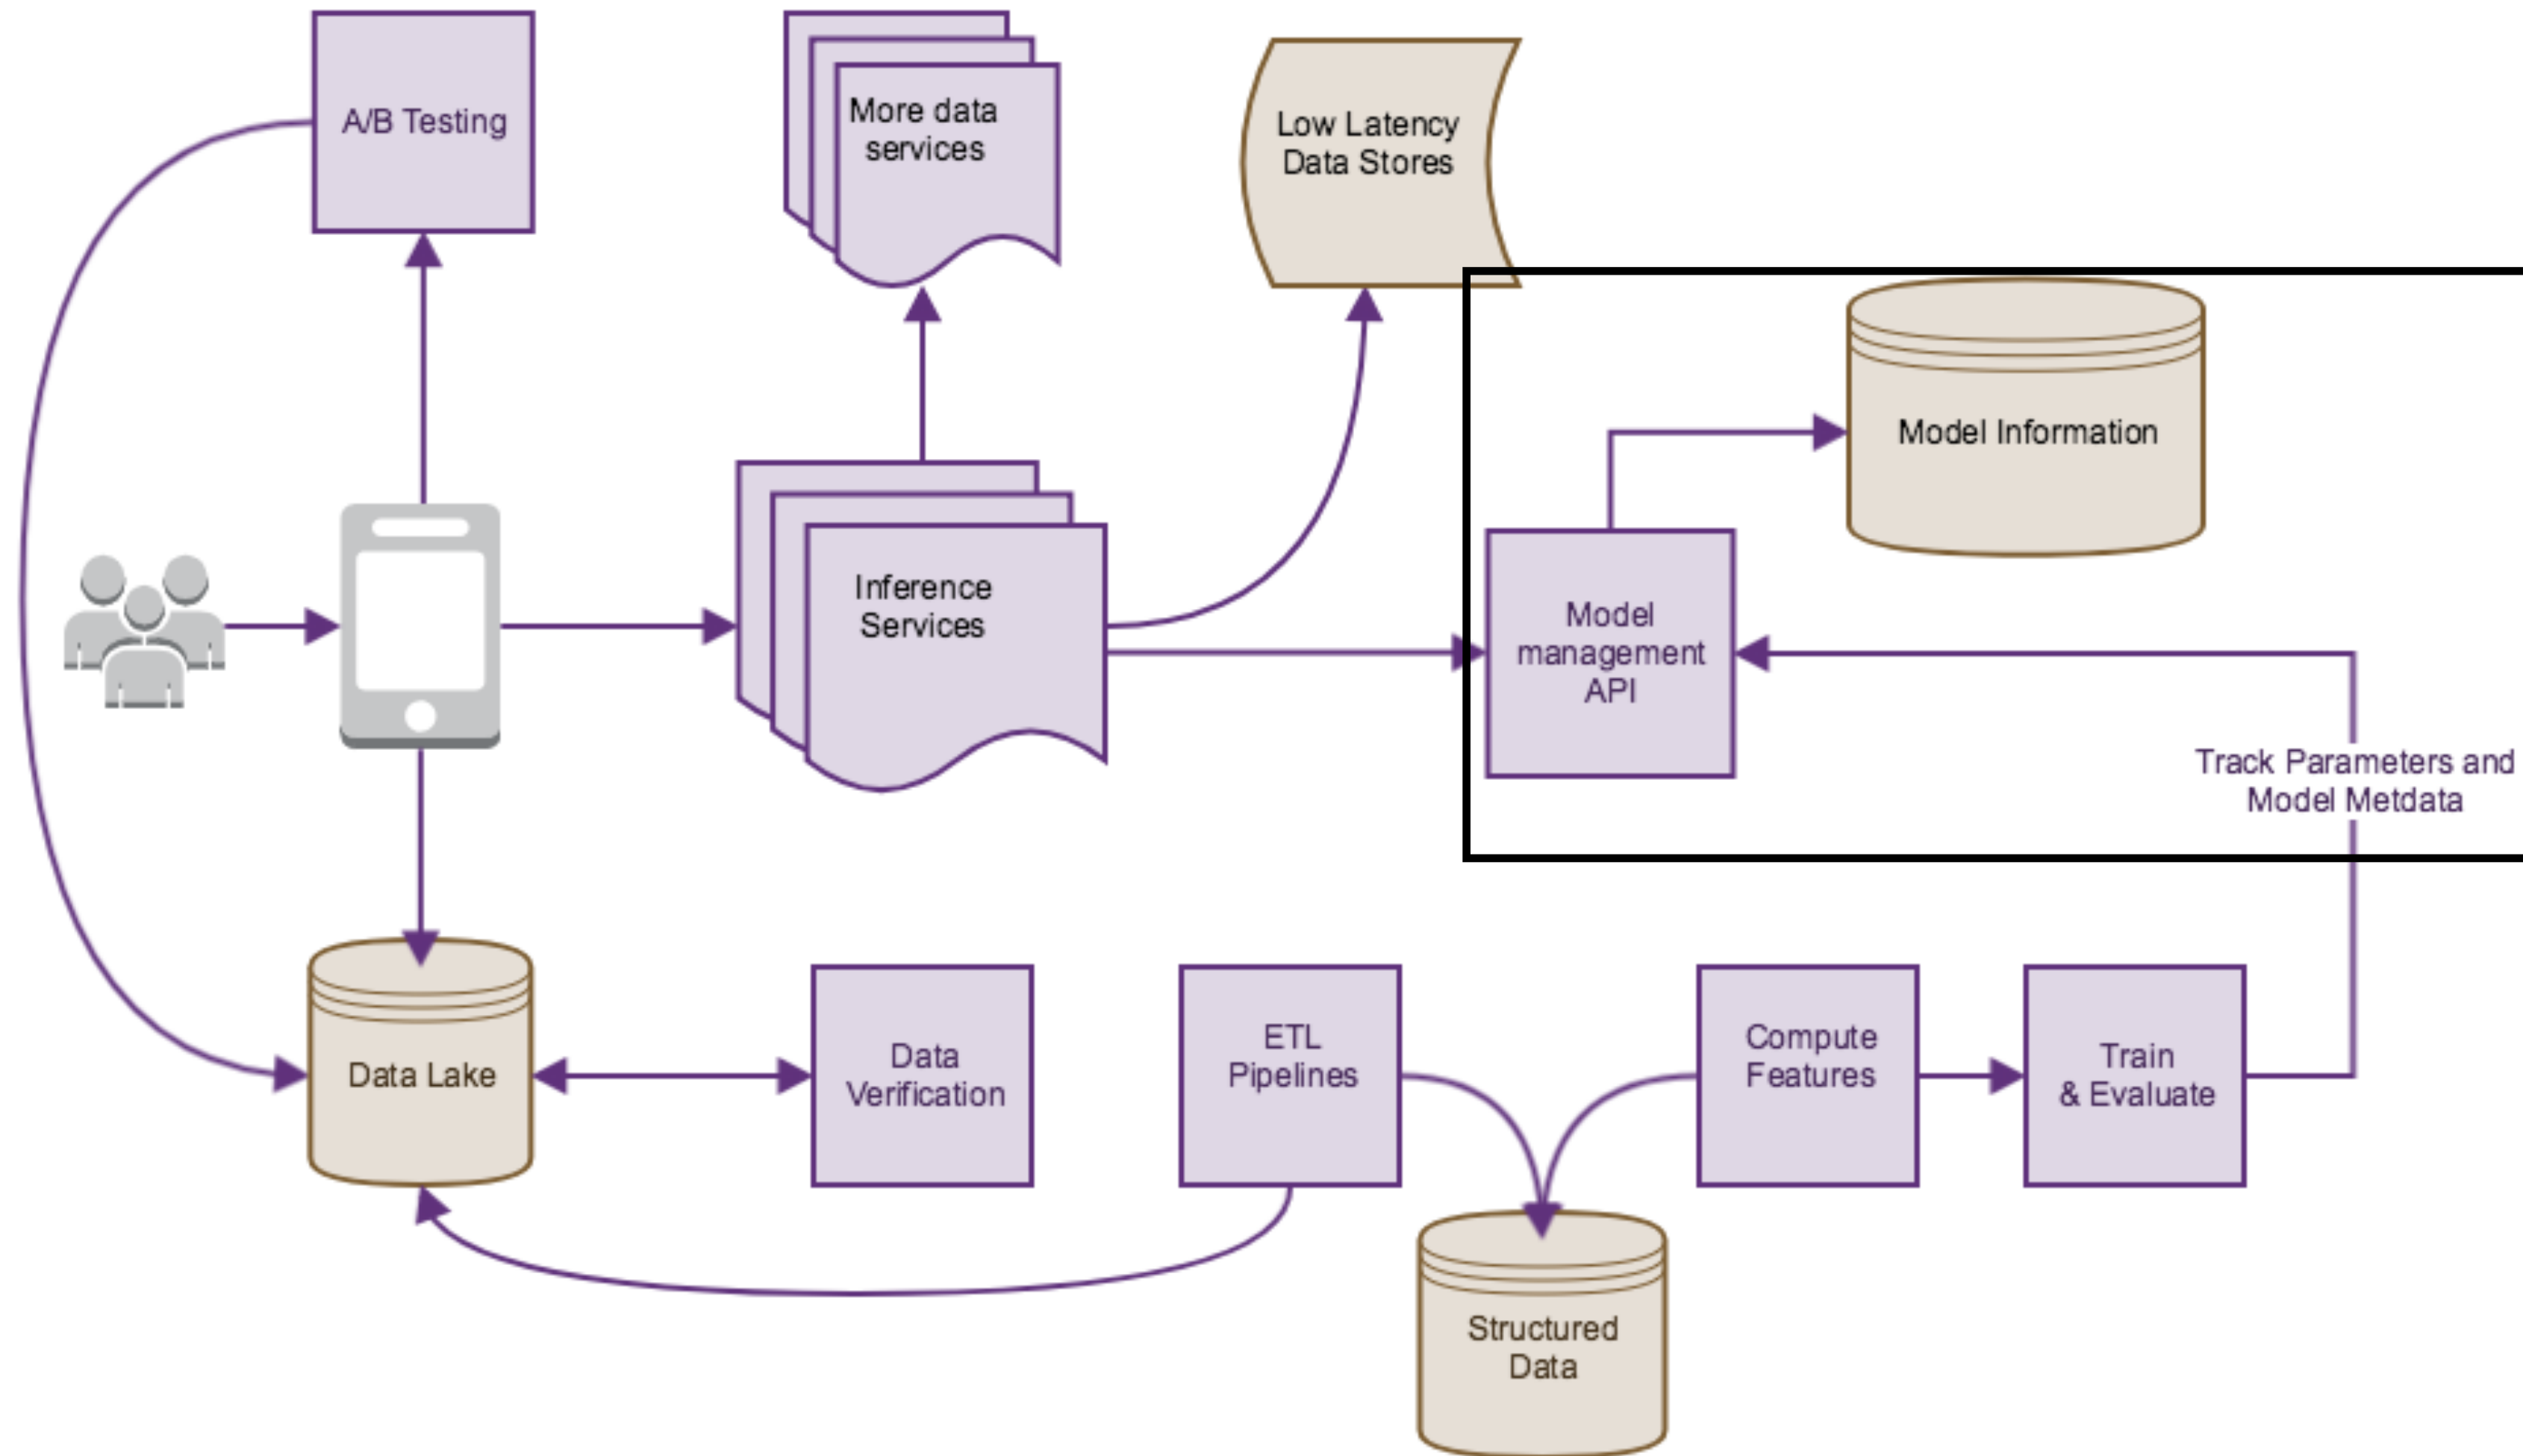 A/B Testing
More data
services
Low Latency
Data Stores
Model Information
Inference
Services
Model
management
API
Track Parameters and
Model Metdata
Data Lake
Data
Verification
ETL
Pipelines
Compute
Features
Train
& Evaluate
Structured
Data